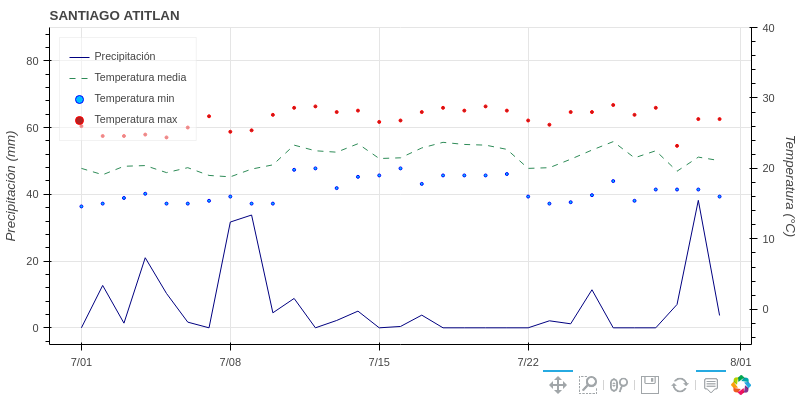 SANTIAGO ATITLAN
Precipitación
Temperatura media
Temperatura min
Temperatura max
Precipitación (mm)
80
60
40
20
0
Temperatura (°C)
40
30
20
10
0
7/01
7/08
7/15
7/22
8/01